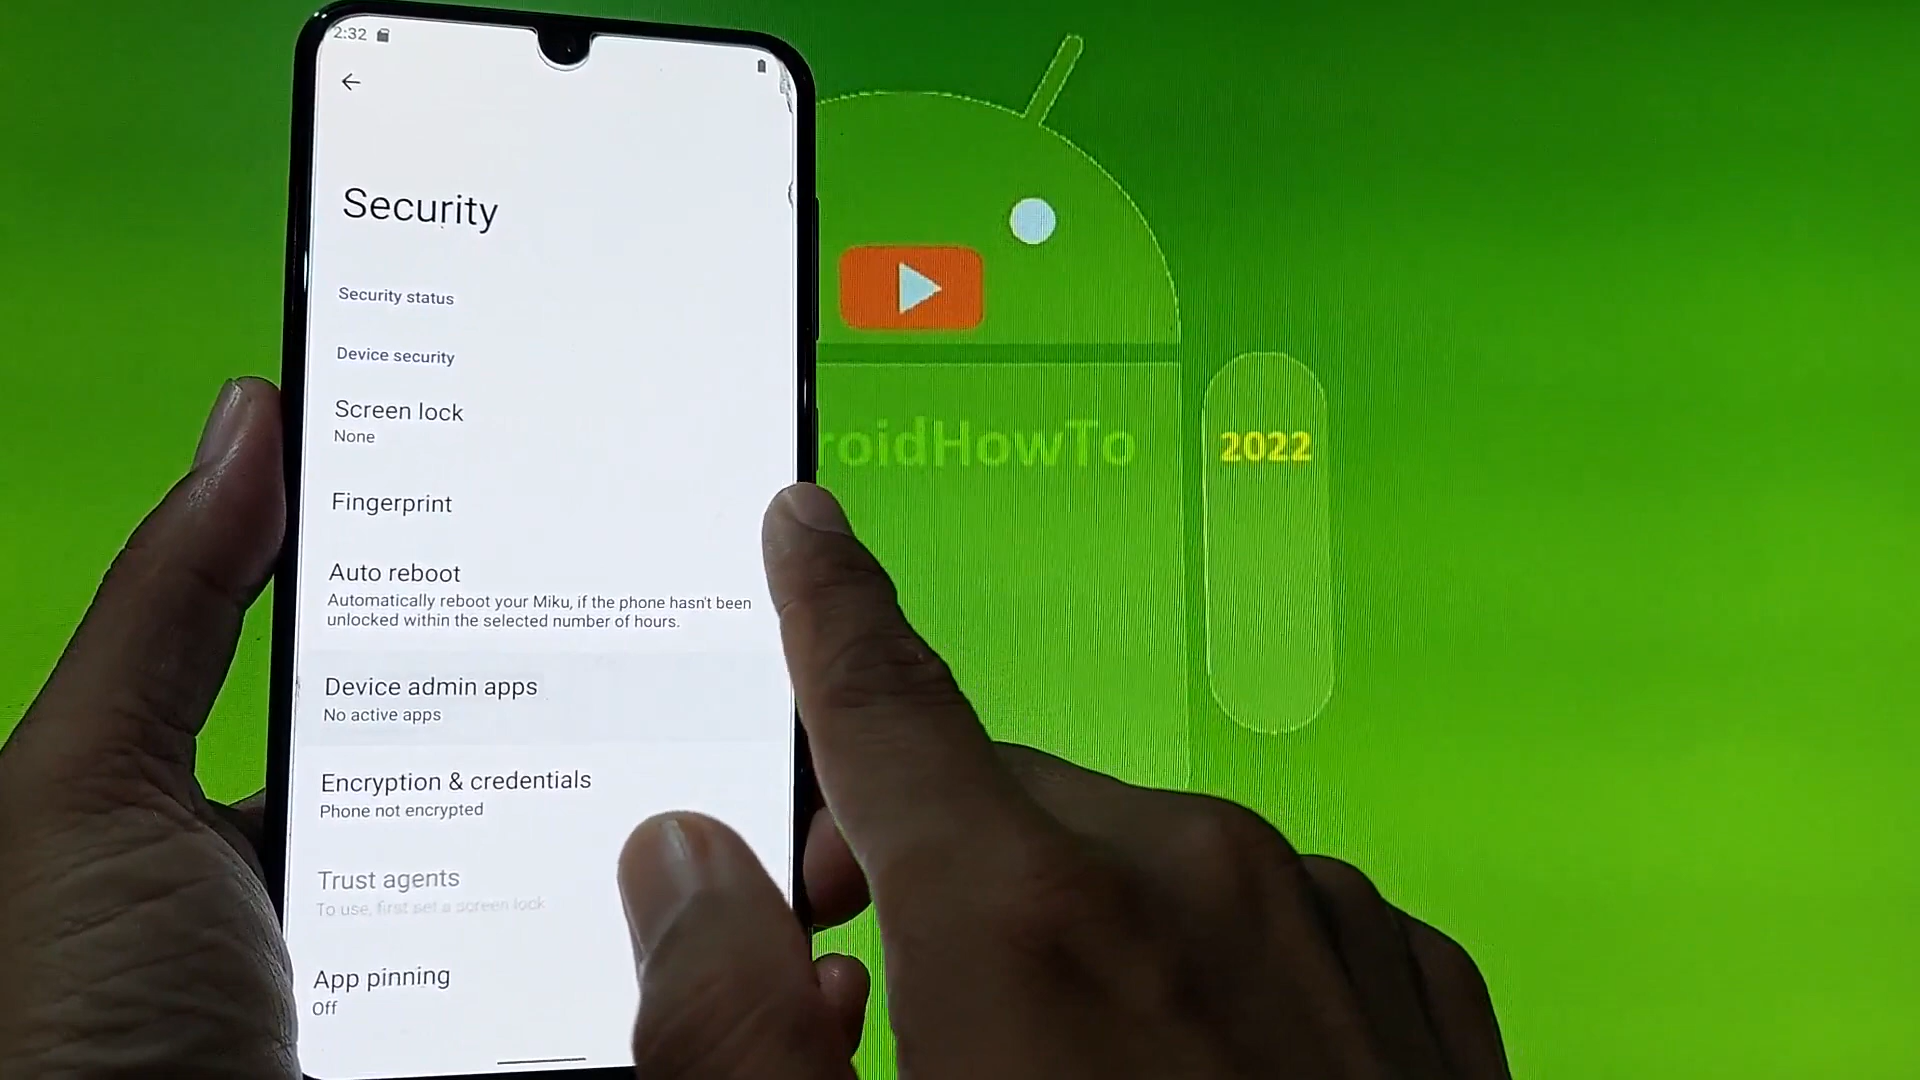 2:32
Security
Security status
Device security
Screen lock
None
Fingerprint
Auto reboot
Automatically reboot your Miku, if the phone hasn't been
unlocked within the selected number of hours.
Device admin apps
No active apps
Encryption & credentials
Phone not encrypted
Trust agents
To use, first set a screen lock
App pinning
Off
roidHowTo
2022